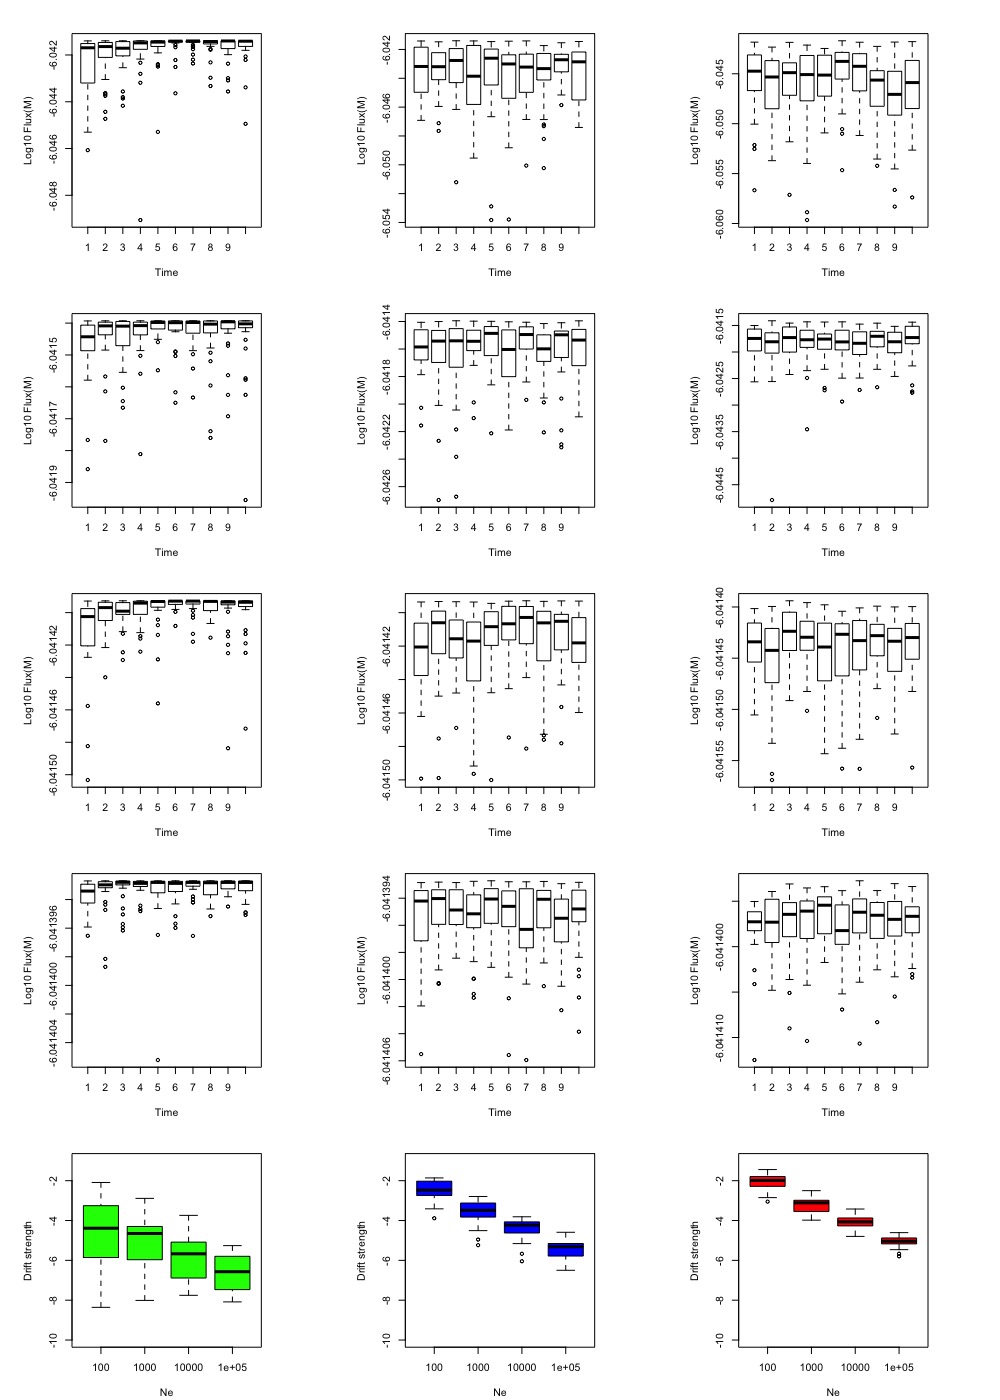 Log10 Flux(M)
-6.042
-6.044
-6.046
-6.048
1 2 3 4 5 6 7 8 9
Time
Log10 Flux(M)
-6.042
-6.046
-6.050
-6.054
1 2 3 4 5 6 7 8 9
Time
Log10 Flux(M)
-6.045
-6.050
-6.055
-6.060
1 2 3 4 5 6 7 8 9
Time
Log10 Flux(M)
-6.0415
-6.0417
-6.0419
1 2 3 4 5 6 7 8 9
Time
Log10 Flux(M)
-6.0414
-6.0418
-6.0422
-6.0426
1 2 3 4 5 6 7 8 9
Time
Log10 Flux(M)
-6.0415
-6.0425
-6.0435
-6.0445
1 2 3 4 5 6 7 8 9
Time
Log10 Flux(M)
-6.04142
-6.04146
-6.04150
1 2 3 4 5 6 7 8 9
Time
Log10 Flux(M)
-6.04142
-6.04146
-6.04150
1 2 3 4 5 6 7 8 9
Time
Log10 Flux(M)
-6.04140
-6.04145
-6.04150
-6.04155
1 2 3 4 5 6 7 8 9
Time
Log10 Flux(M)
-6.041396
-6.041400
-6.041404
1 2 3 4 5 6 7 8 9
Time
Log10 Flux(M)
-6.041394
-6.041400
-6.041406
1 2 3 4 5 6 7 8 9
Time
Log10 Flux(M)
-6.041400
-6.041410
1 2 3 4 5 6 7 8 9
Time
Drift strength
-2
-4
-6
-8
-10
100 1000 10000 1e+05
Ne
Drift strength
-2
-4
-6
-8
-10
100 1000 10000 1e+05
Ne
Drift strength
-2
-4
-6
-8
-10
100 1000 10000 1e+05
Ne